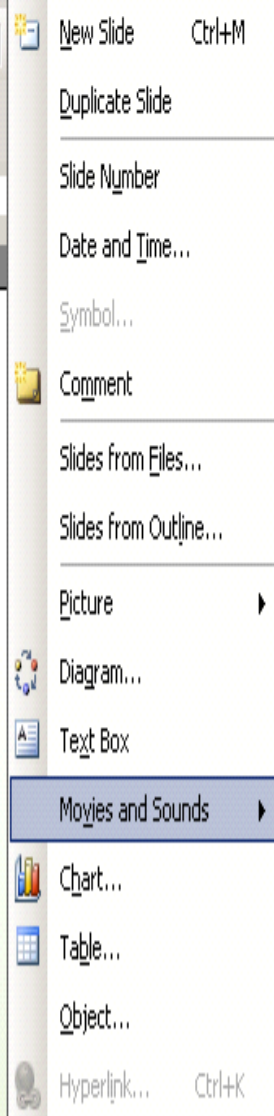 New Slide Ctrl+M
Duplicate Slide
Slide Number
Date and Time...
Symbol...
Comment
Slides from Files...
Slides from Outline...
Picture
Diagram...
Text Box
Movies and Sounds
Chart...
Table...
Object...
Hyperlink... Ctrl+K